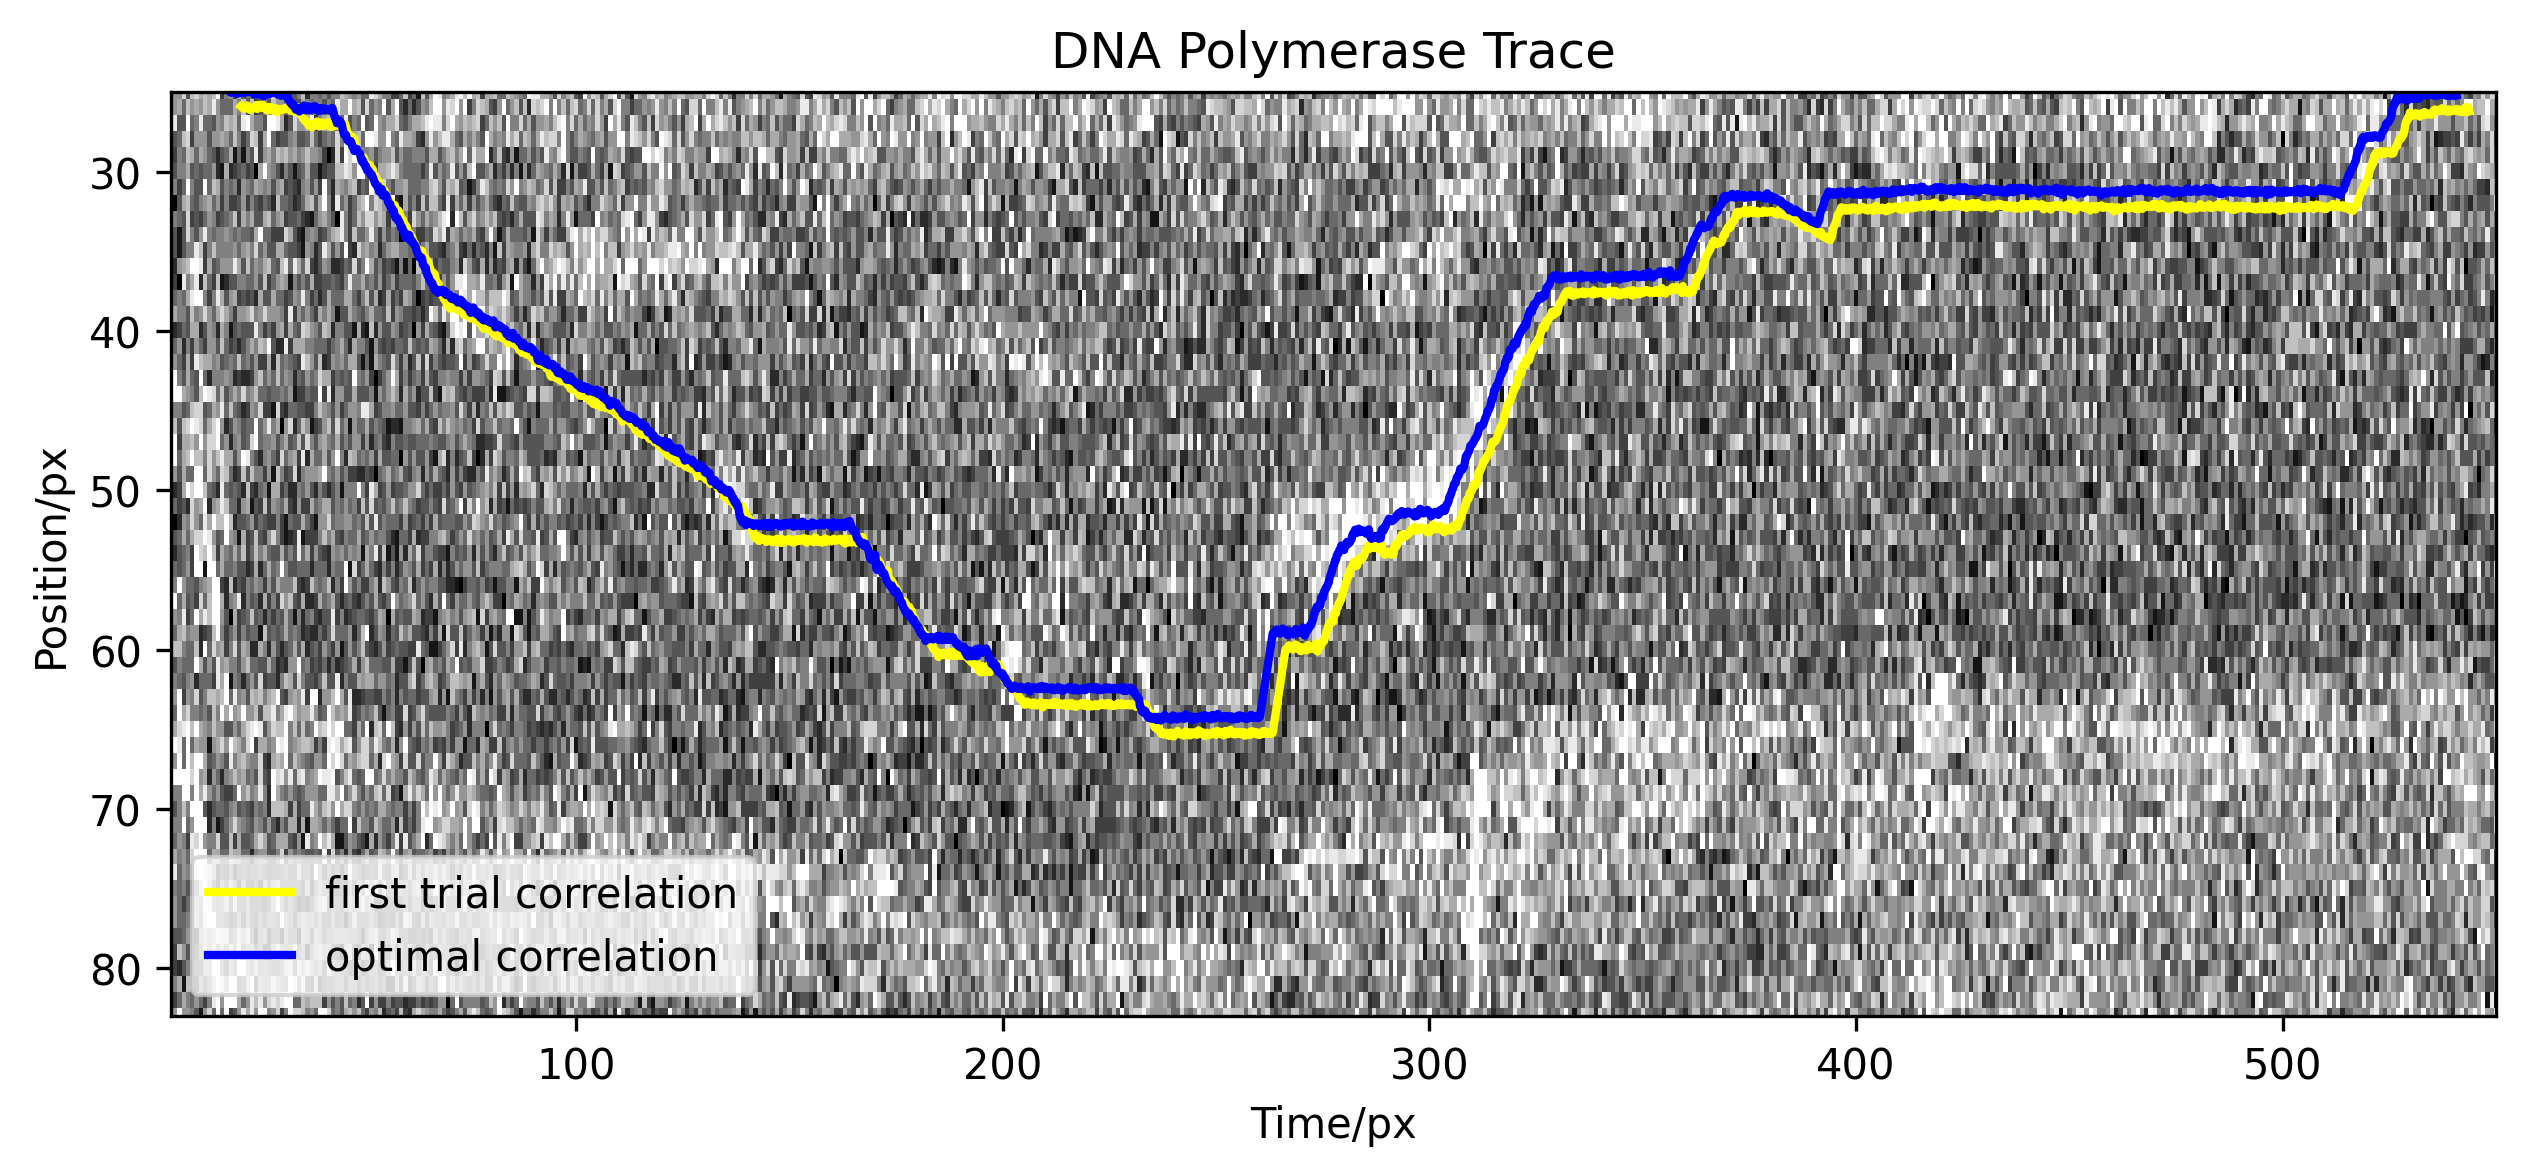 DNA Polymerase Trace
Position/px
30
40
50
60
70
80
first trial correlation
optimal correlation
100
200
300
400
500
Time/px